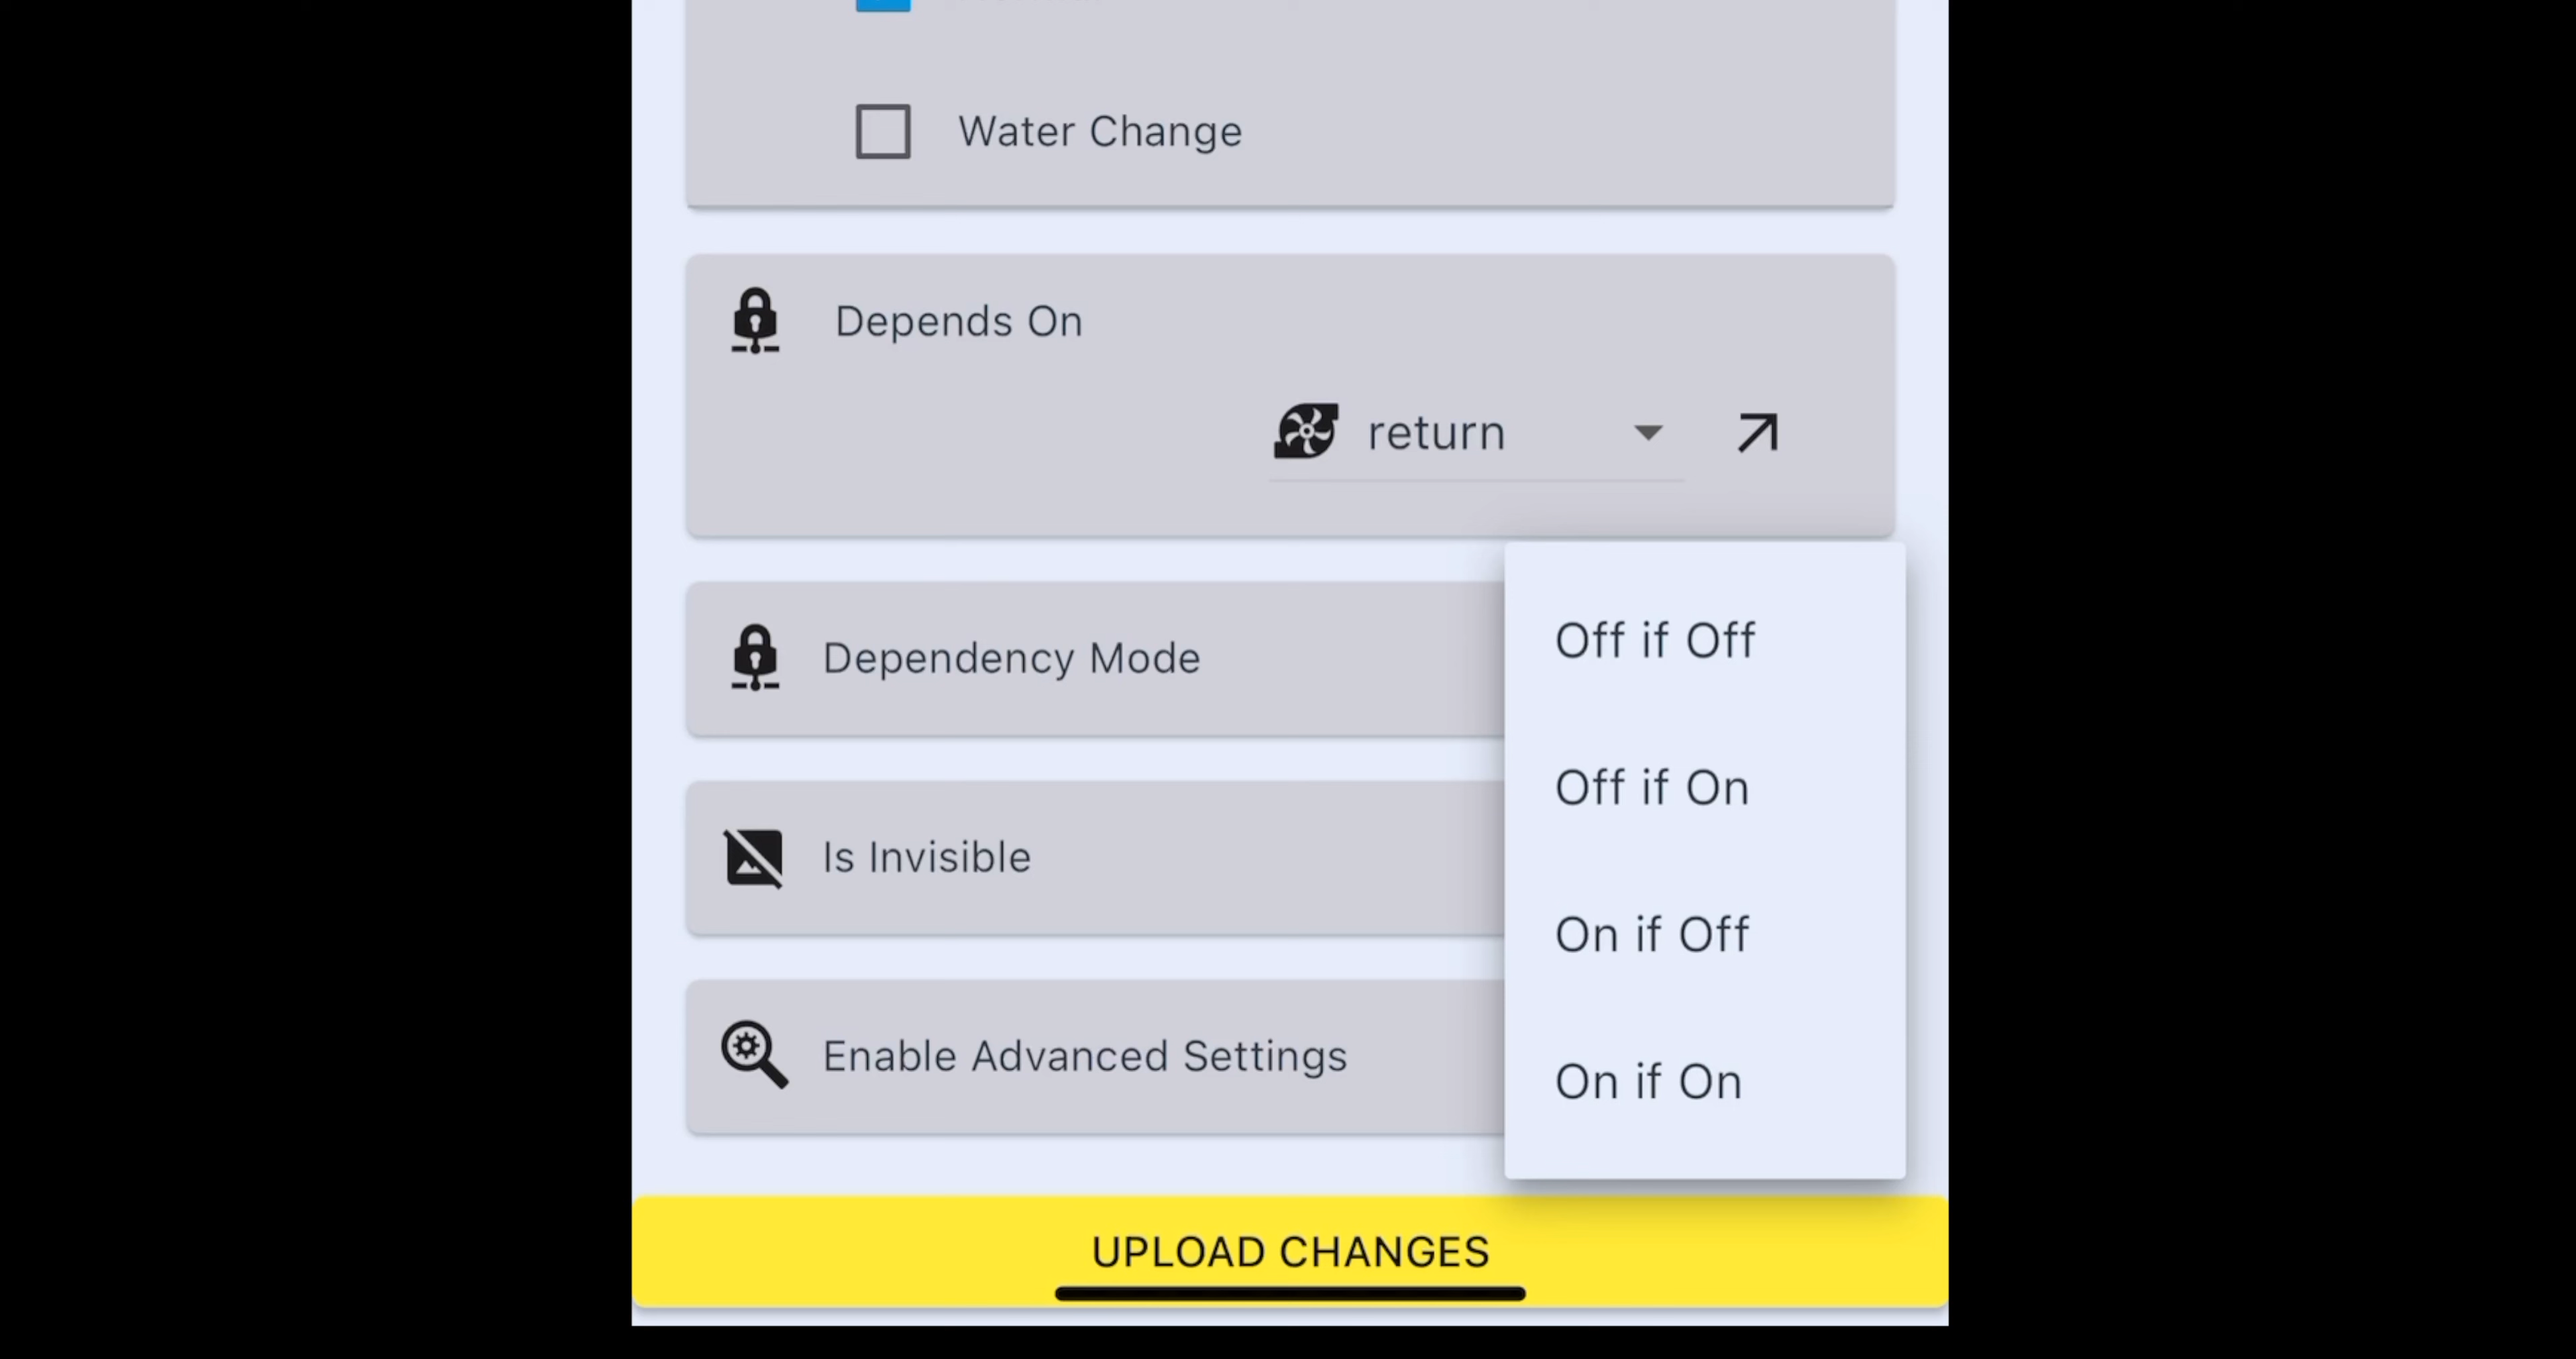 Water Change
Depends On
return
Dependency Mode
Is Invisible
Enable Advanced Settings
Off if Off
Off if On
On if Off
On if On
UPLOAD CHANGES